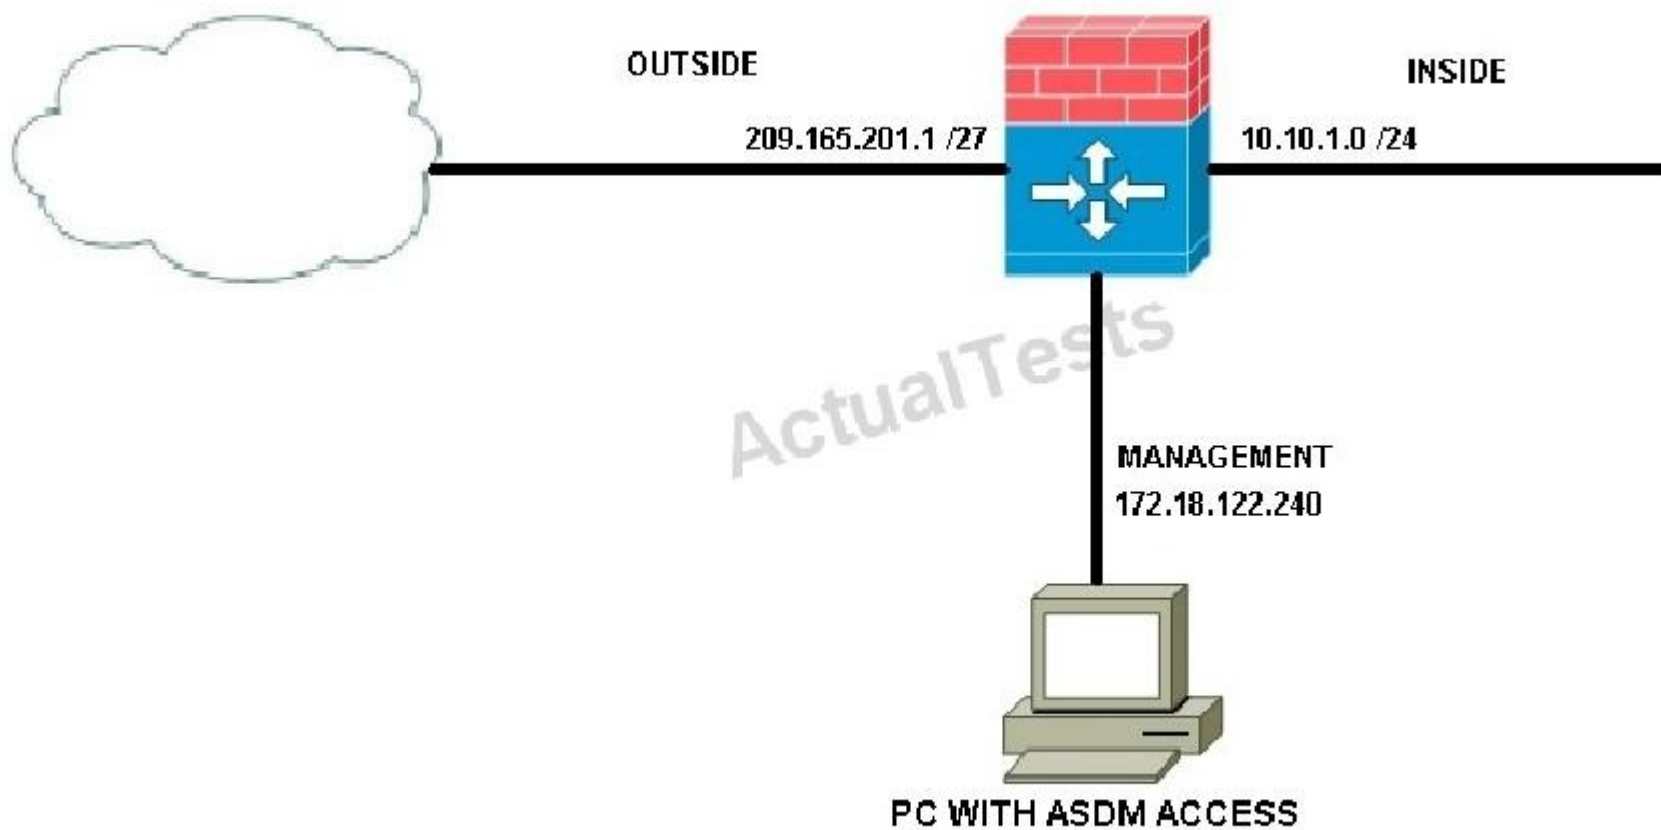 OUTSIDE
INSIDE
209.165.201.1 /27
10.10.1.0 /24
ActualTests
MANAGEMENT
172.18.122.240
PC WITH ASDM ACCESS